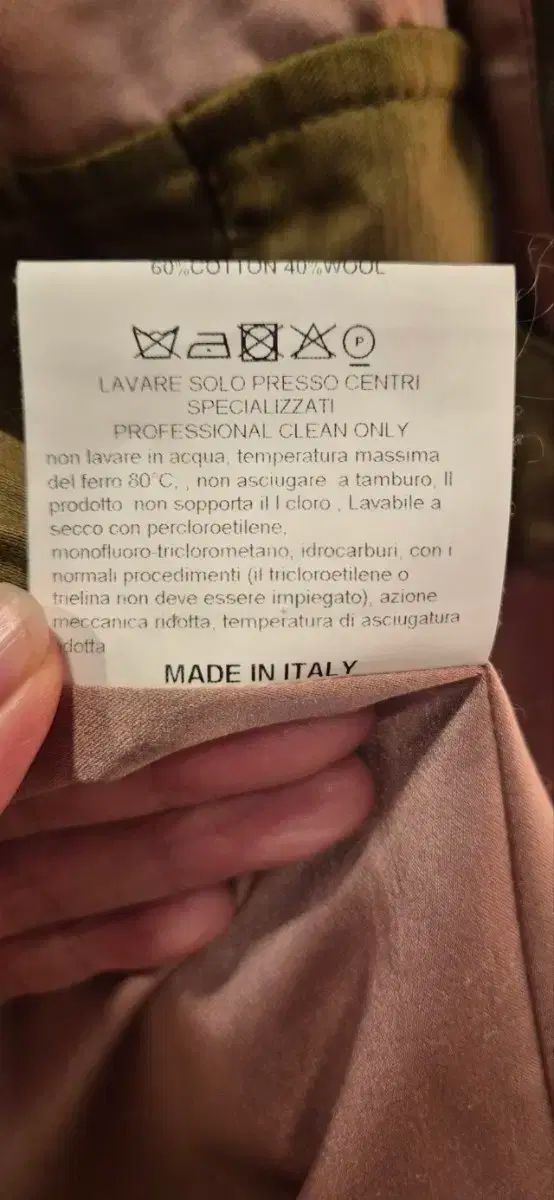 60%COTTON 40%WOOL
P
LAVARE SOLO PRESSO CENTRI
SPECIALIZZATI
PROFESSIONAL CLEAN ONLY
non lavare in acqua, temperatura massima
del ferro 80°C, , non asciugare a tamburo, Il
prodotto non sopporta il l cloro , Lavabile a
secco con percloroetilene,
monofluoro-triclorometano, idrocarburi, con i
normali procedimenti (il tricloroetilene o
trielina non deve essere impiegato), azione
meccanica ridotta, temperatura di asciugatura
ridotta
MADE IN ITALY